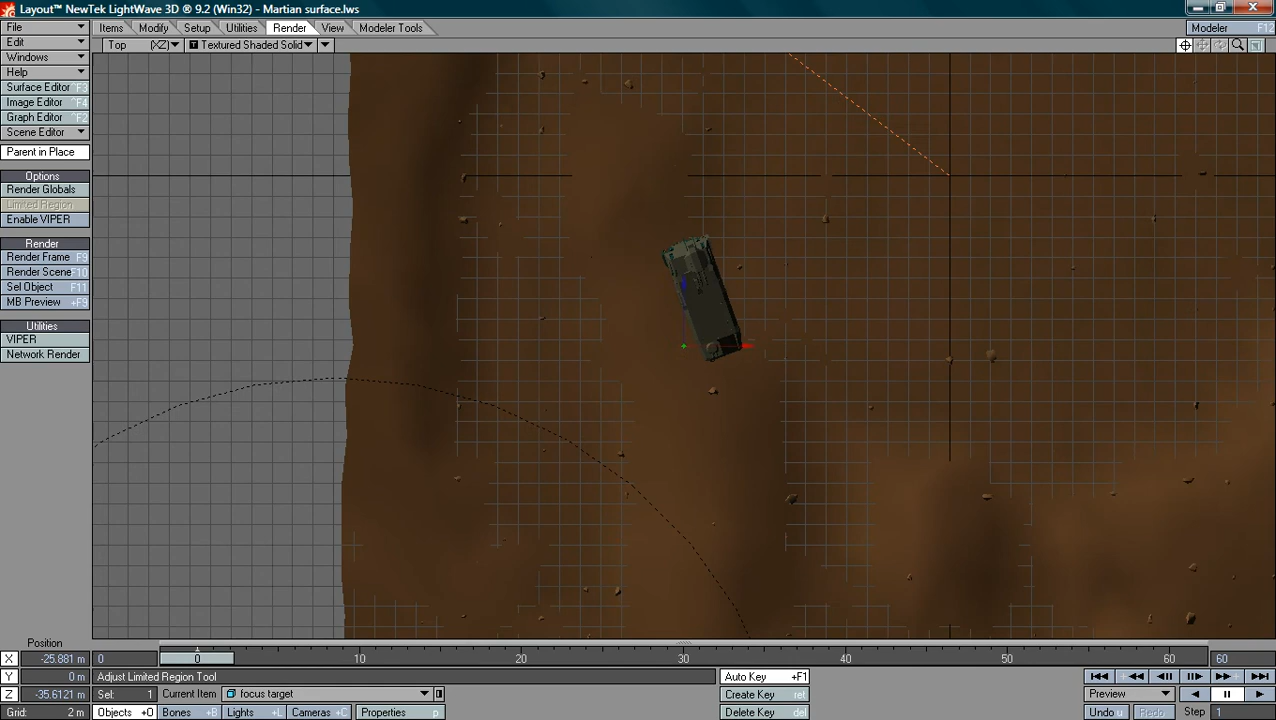 Layout™ NewTek LightWave 3D ® 9.2 (Win32) - Martian surface.lws
Items Modify Setup Utilities Render View Modeler Tools
File
Edit
Windows
Help
Surface Editor ^F3
Image Editor ^F4
Graph Editor ^F2
Scene Editor
Parent in Place
Options
Render Globals
Limited Region
Enable VIPER
Render
Render Frame F9
Render Scene F10
Sel Object F11
MB Preview +F9
Utilities
VIPER
Network Render
Top (XZ) T Textured Shaded Solid
Modeler F12
Position
X -25.881 m
Y 0 m
Z -35.6121 m
Grid: 2 m
0 0 10 20 30 40 50 60 60
Adjust Limited Region Tool
Sel: 1 Current Item focus target
Objects +O Bones +B Lights +L Cameras +C Properties p
Auto Key +F1
Create Key ret
Delete Key del
Preview
Undo u Redo Step 1